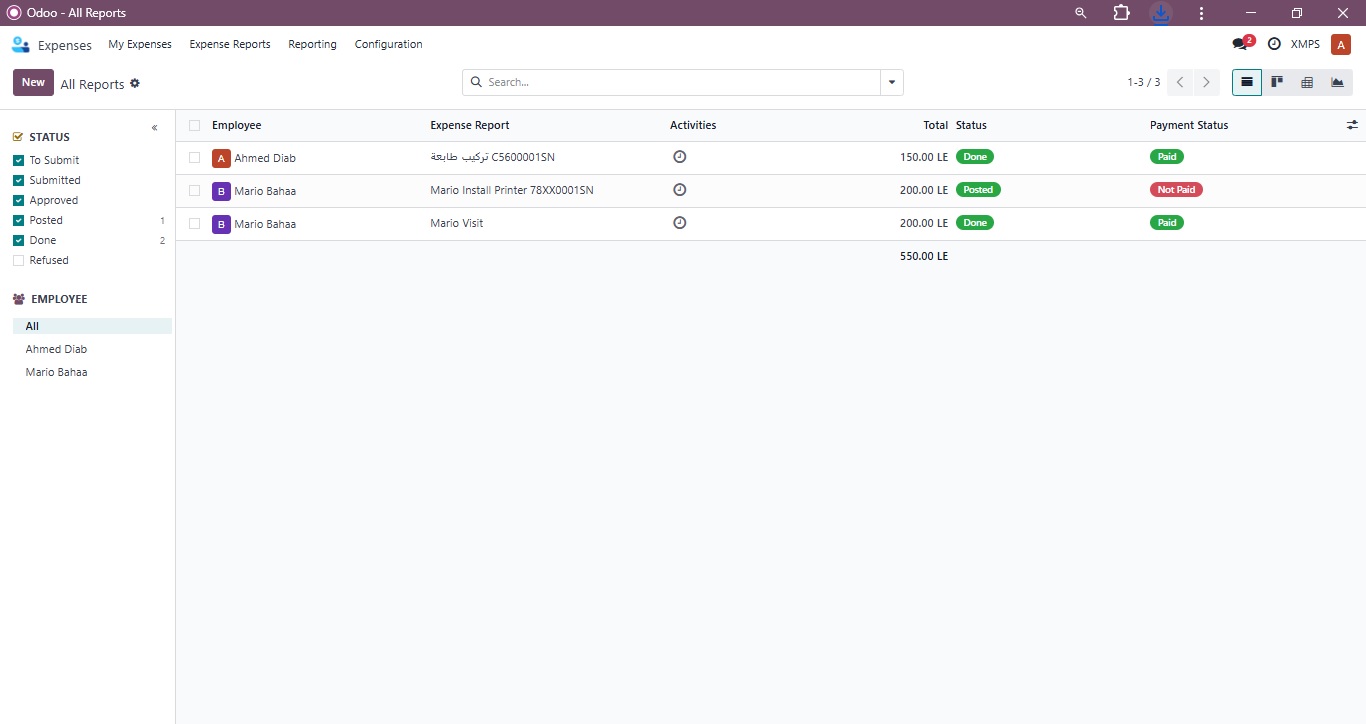 Odoo - All Reports
Expenses My Expenses Expense Reports Reporting Configuration 2 XMPS A
New All Reports Search... 1-3 / 3
STATUS
To Submit
Submitted
Approved
Posted 1
Done 2
Refused
EMPLOYEE
All
Ahmed Diab
Mario Bahaa
Employee Expense Report Activities Total Status Payment Status
A Ahmed Diab تركيب طابعة C5600001SN 150.00 LE Done Paid
B Mario Bahaa Mario Install Printer 78XX0001SN 200.00 LE Posted Not Paid
B Mario Bahaa Mario Visit 200.00 LE Done Paid
550.00 LE